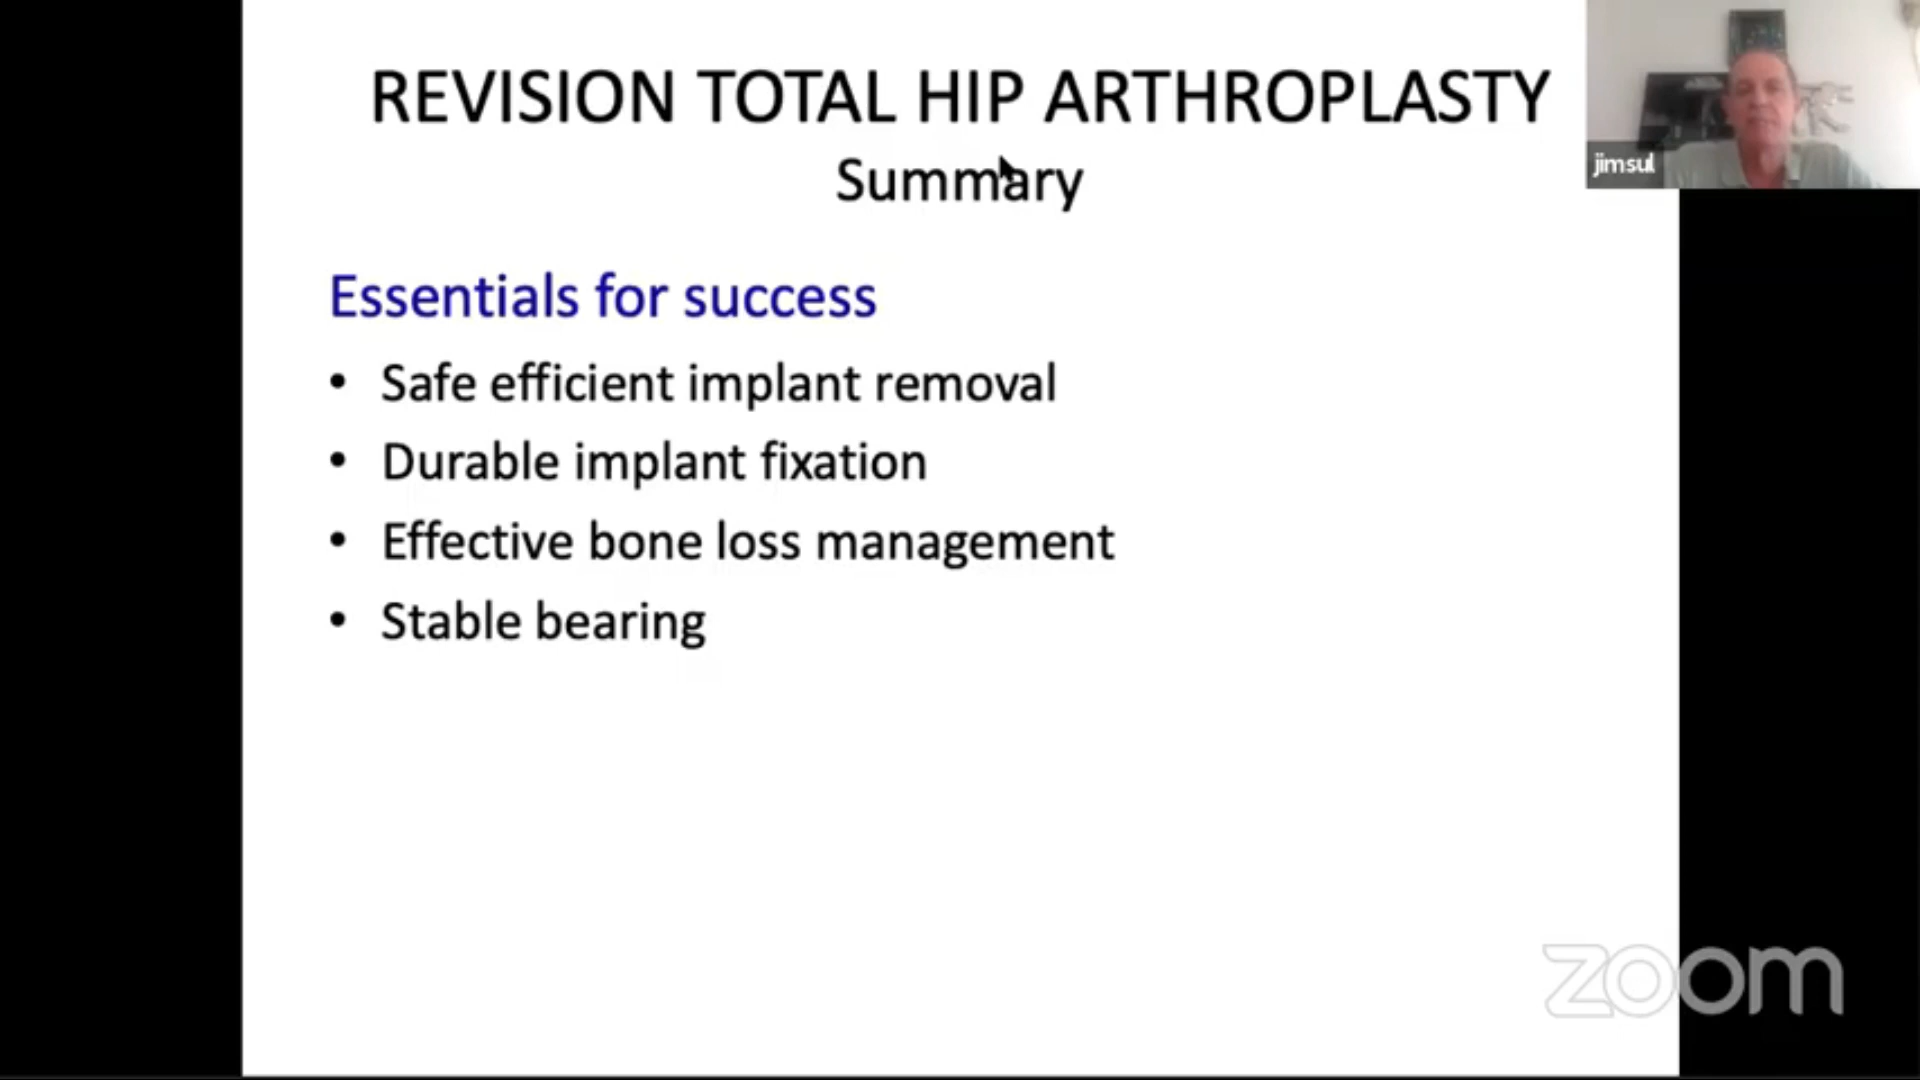 REVISION TOTAL HIP ARTHROPLASTY
Summary
jimsul
Essentials for success
• Safe efficient implant removal
• Durable implant fixation
• Effective bone loss management
• Stable bearing
zoom